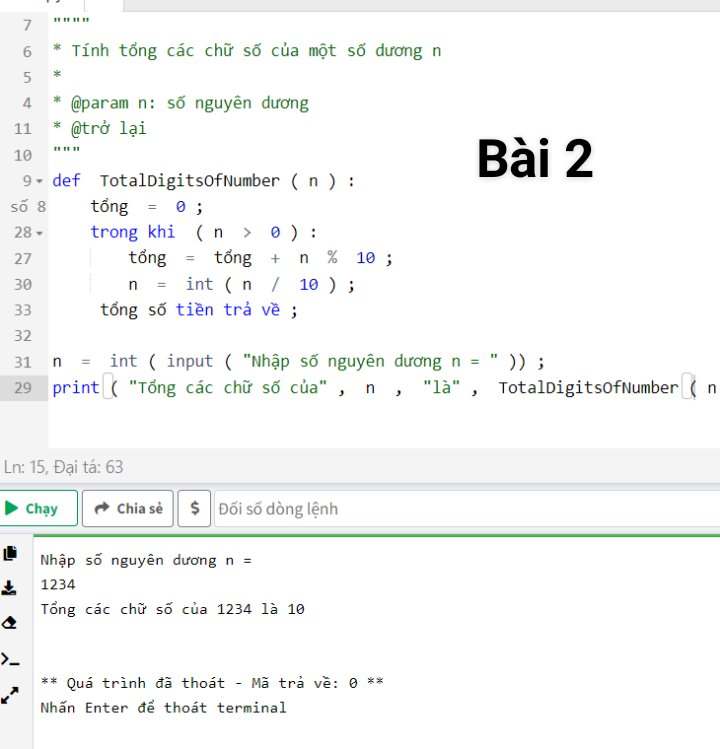 7 """"
6 * Tính tổng các chữ số của một số dương n
5 *
4 * @param n: số nguyên dương
11 * @trở lại
10 """
Bài 2
9 def TotalDigitsOfNumber ( n ) :
số 8 tổng = 0 ;
28 trong khi ( n > 0 ) :
27 tổng = tổng + n % 10 ;
30 n = int ( n / 10 ) ;
33 tổng số tiền trả về ;
32
31 n = int ( input ( "Nhập số nguyên dương n = " )) ;
29 print ( "Tổng các chữ số của" , n , "là" , TotalDigitsOfNumber ( n
Ln: 15, Đại tá: 63
Chạy Chia sẻ $ Đối số dòng lệnh
Nhập số nguyên dương n =
1234
Tổng các chữ số của 1234 là 10
** Quá trình đã thoát - Mã trả về: 0 **
Nhấn Enter để thoát terminal